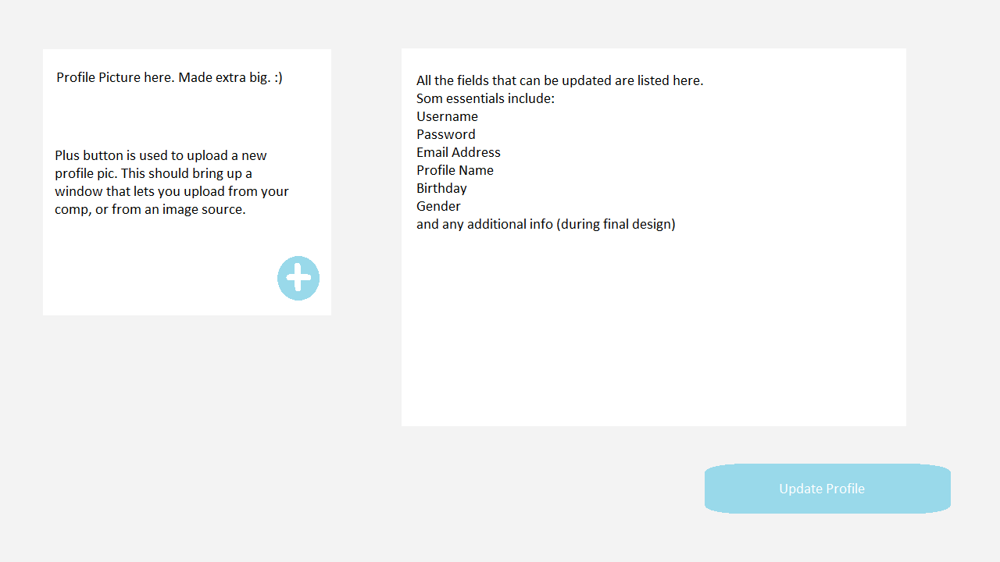 Profile Picture here. Made extra big. :)
Plus button is used to upload a new
profile pic. This should bring up a
window that lets you upload from your
comp, or from an image source.
All the fields that can be updated are listed here.
Som essentials include:
Username
Password
Email Address
Profile Name
Birthday
Gender
and any additional info (during final design)
Update Profile